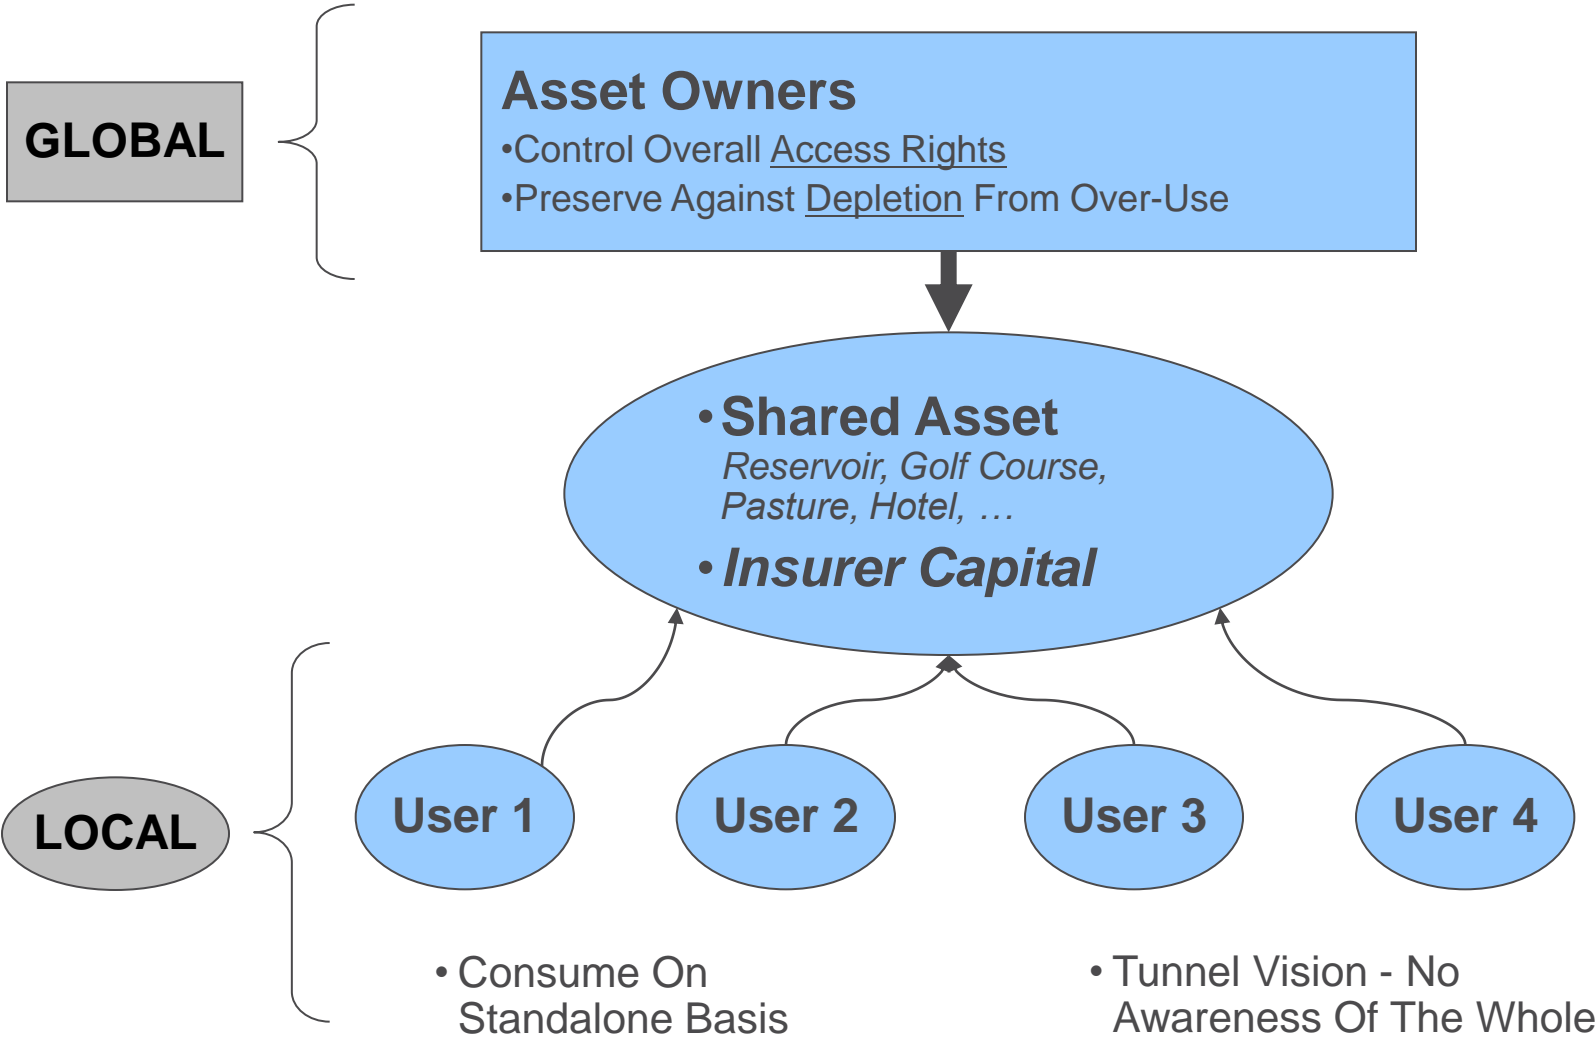 GLOBAL
Asset Owners
•Control Overall Access Rights
•Preserve Against Depletion From Over-Use
•Shared Asset
Reservoir, Golf Course,
Pasture, Hotel, …
•Insurer Capital
LOCAL
User 1
User 2
User 3
User 4
• Consume On
Standalone Basis
• Tunnel Vision - No
Awareness Of The Whole